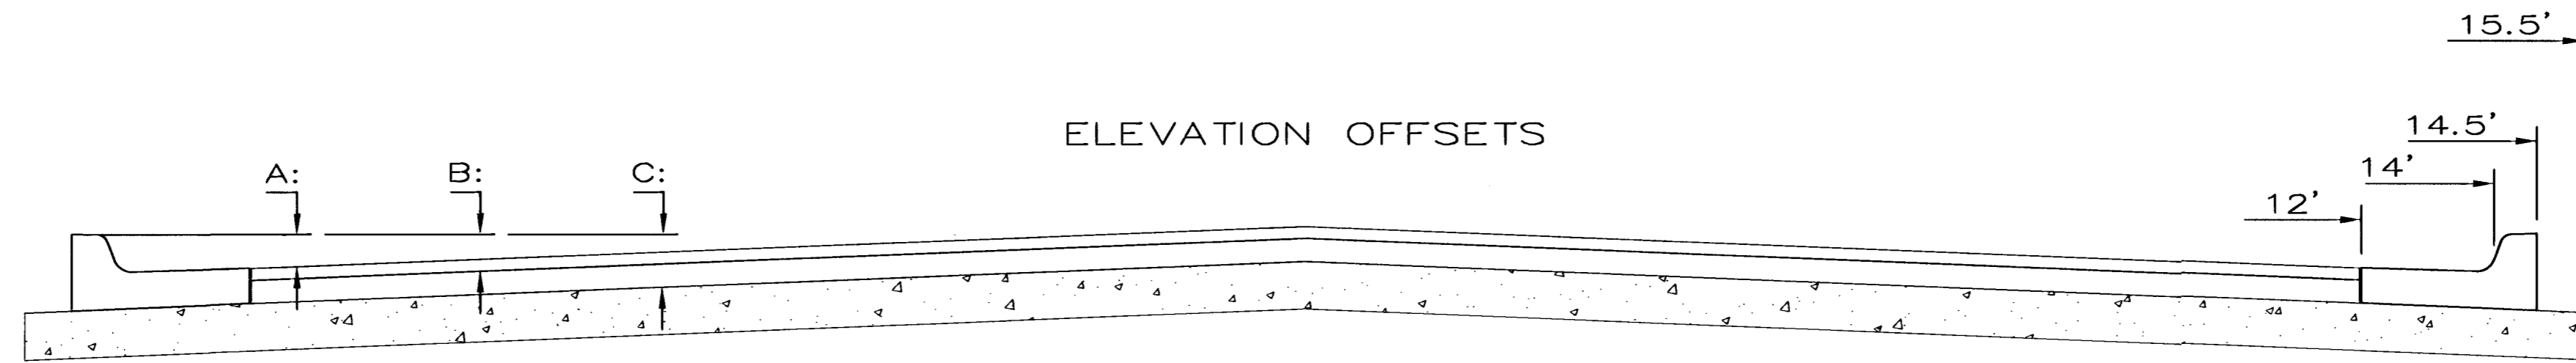 15.5'
ELEVATION OFFSETS
14.5'
A: B: C:
14'
12'